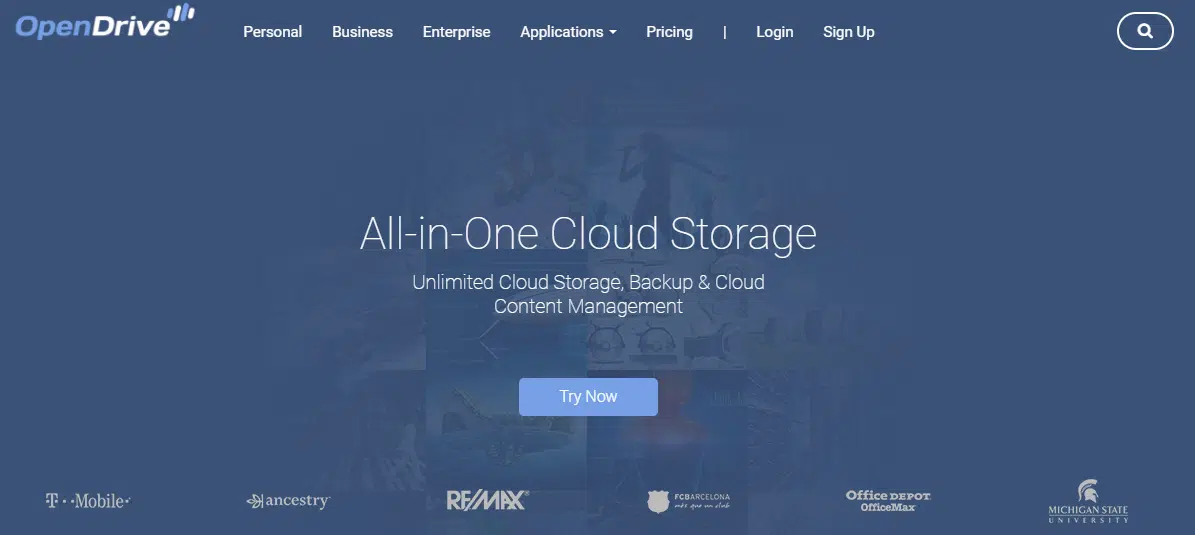 OpenDrive
Personal Business Enterprise Applications Pricing | Login Sign Up
All-in-One Cloud Storage
Unlimited Cloud Storage, Backup & Cloud
Content Management
Try Now
T··Mobile·
ancestry
RE/MAX®
FCBARCELONA
més que un club
Office DEPOT
OfficeMax
MICHIGAN STATE
UNIVERSITY